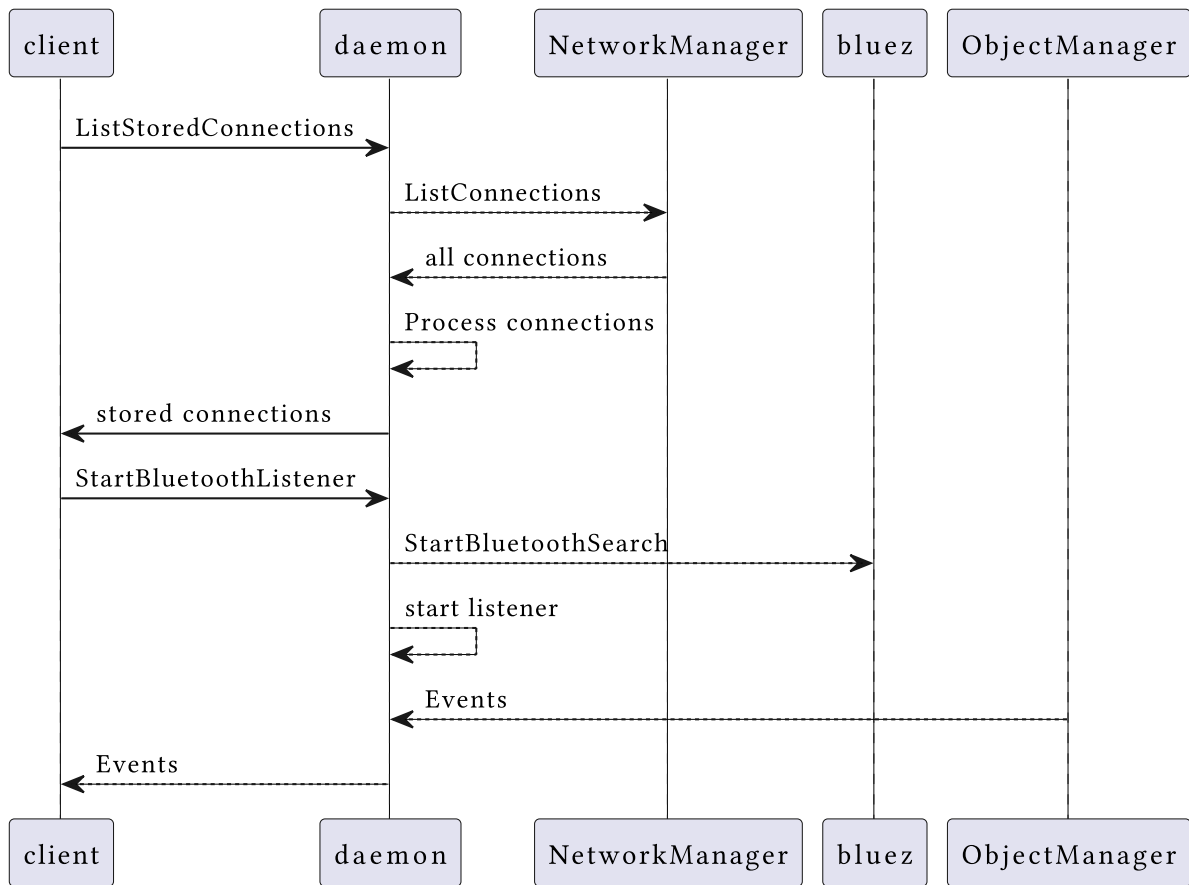 client daemon NetworkManager bluez ObjectManager
ListStoredConnections
ListConnections
all connections
Process connections
stored connections
StartBluetoothListener
StartBluetoothSearch
start listener
Events
Events
client daemon NetworkManager bluez ObjectManager